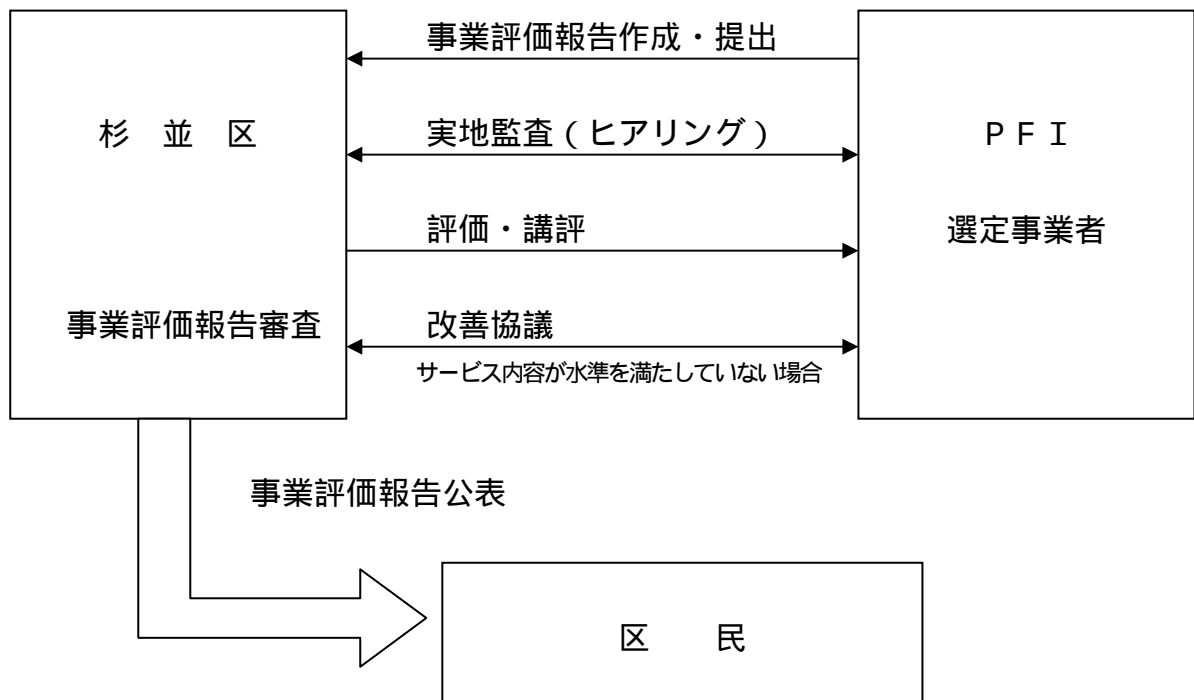 事業評価報告作成・提出
杉 並 区
実地監査(ヒアリング)
PFI
評価・講評
選定事業者
事業評価報告審査
改善協議
サービス内容が水準を満たしていない場合
事業評価報告公表
区 民